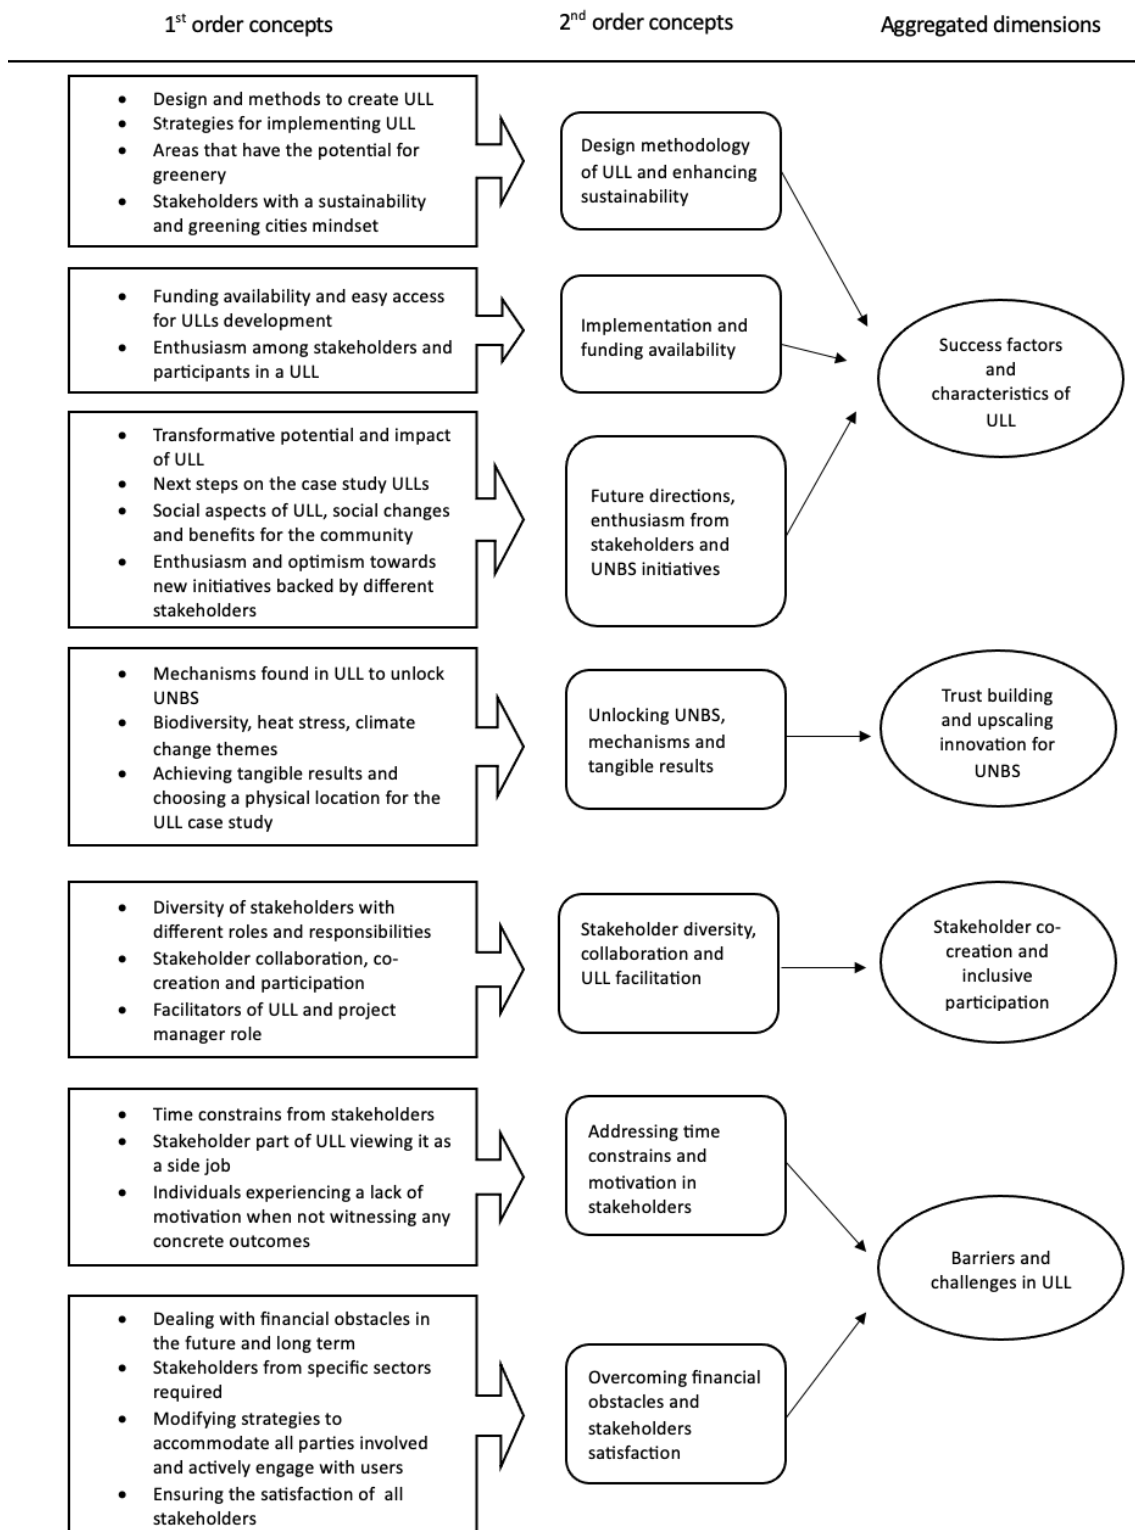 1st order concepts
2nd order concepts
Aggregated dimensions
• Design and methods to create ULL
• Strategies for implementing ULL
• Areas that have the potential for
greenery
• Stakeholders with a sustainability
and greening cities mindset
Design methodology
of ULL and enhancing
sustainability
• Funding availability and easy access
for ULLs development
• Enthusiasm among stakeholders and
participants in a ULL
Implementation and
funding availability
• Transformative potential and impact
of ULL
• Next steps on the case study ULLs
• Social aspects of ULL, social changes
and benefits for the community
• Enthusiasm and optimism towards
new initiatives backed by different
stakeholders
Future directions,
enthusiasm from
stakeholders and
UNBS initiatives
Success factors
and
characteristics of
ULL
• Mechanisms found in ULL to unlock
UNBS
• Biodiversity, heat stress, climate
change themes
• Achieving tangible results and
choosing a physical location for the
ULL case study
Unlocking UNBS,
mechanisms and
tangible results
Trust building
and upscaling
innovation for
UNBS
• Diversity of stakeholders with
different roles and responsibilities
• Stakeholder collaboration, co-
creation and participation
• Facilitators of ULL and project
manager role
Stakeholder diversity,
collaboration and
ULL facilitation
Stakeholder co-
creation and
inclusive
participation
• Time constrains from stakeholders
• Stakeholder part of ULL viewing it as
a side job
• Individuals experiencing a lack of
motivation when not witnessing any
concrete outcomes
Addressing time
constrains and
motivation in
stakeholders
• Dealing with financial obstacles in
the future and long term
• Stakeholders from specific sectors
required
• Modifying strategies to
accommodate all parties involved
and actively engage with users
• Ensuring the satisfaction of all
stakeholders
Overcoming financial
obstacles and
stakeholders
satisfaction
Barriers and
challenges in ULL